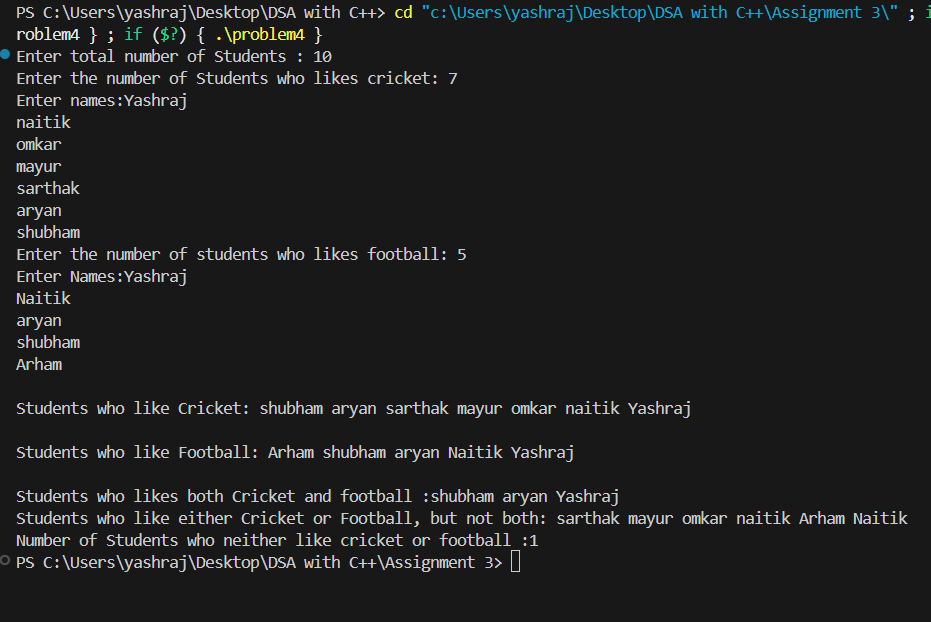 PS C:\Users\yashraj\Desktop\DSA with C++> cd "c:\Users\yashraj\Desktop\DSA with C++\Assignment 3\" ; i
roblem4 } ; if ($?) { .\problem4 }
Enter total number of Students : 10
Enter the number of Students who likes cricket: 7
Enter names:Yashraj
naitik
omkar
mayur
sarthak
aryan
shubham
Enter the number of students who likes football: 5
Enter Names:Yashraj
Naitik
aryan
shubham
Arham
Students who like Cricket: shubham aryan sarthak mayur omkar naitik Yashraj
Students who like Football: Arham shubham aryan Naitik Yashraj
Students who likes both Cricket and football :shubham aryan Yashraj
Students who like either Cricket or Football, but not both: sarthak mayur omkar naitik Arham Naitik
Number of Students who neither like cricket or football :1
PS C:\Users\yashraj\Desktop\DSA with C++\Assignment 3>